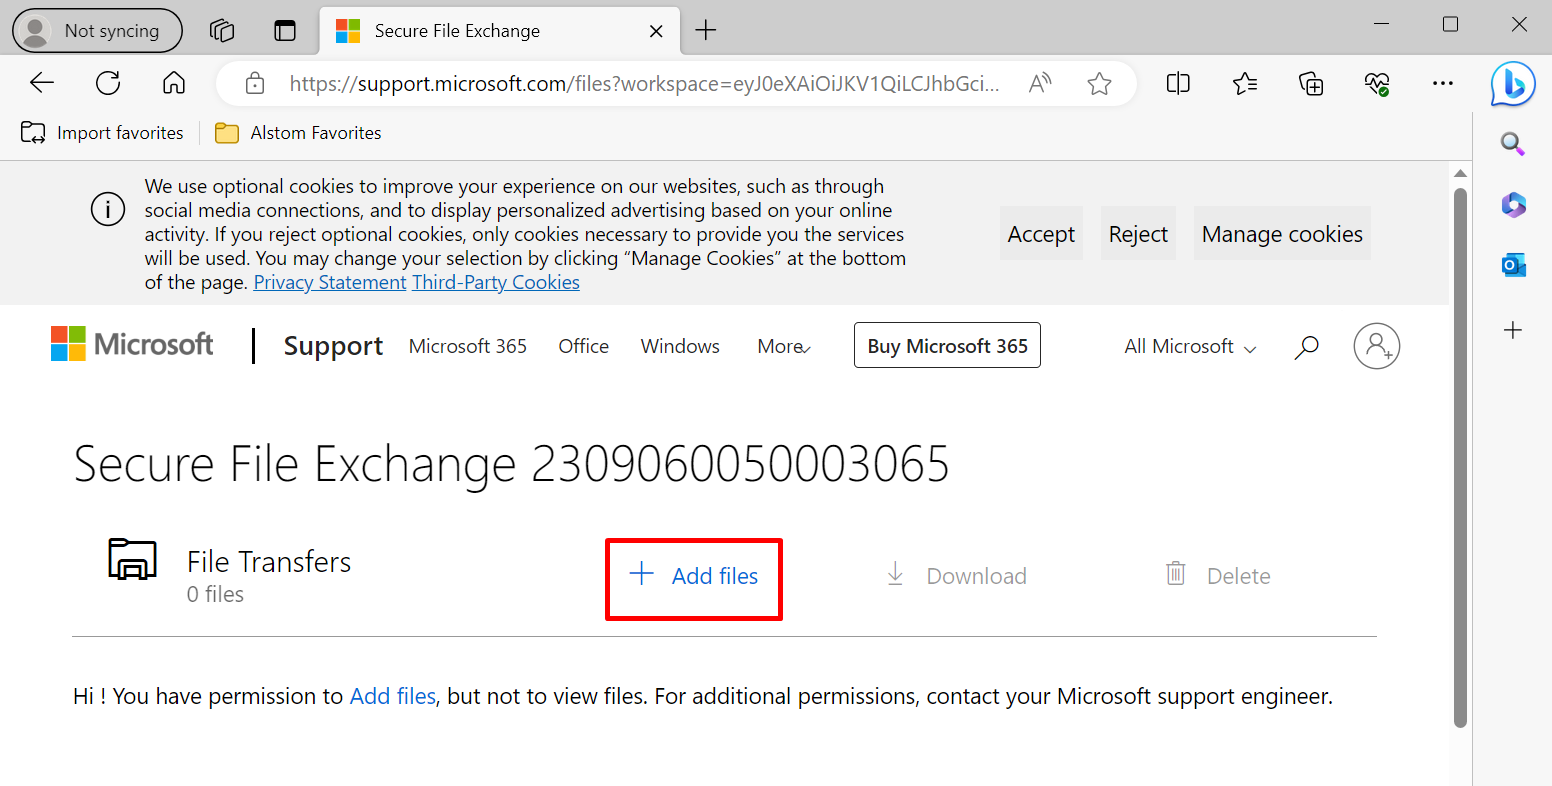 Not syncing
Secure File Exchange
https://support.microsoft.com/files?workspace=eyJ0eXAiOiJKV1QiLCJhbGci...
Import favorites
Alstom Favorites
We use optional cookies to improve your experience on our websites, such as through
social media connections, and to display personalized advertising based on your online
activity. If you reject optional cookies, only cookies necessary to provide you the services
will be used. You may change your selection by clicking “Manage Cookies” at the bottom
of the page. Privacy Statement Third-Party Cookies
Accept
Reject
Manage cookies
Microsoft
Support
Microsoft 365
Office
Windows
More
Buy Microsoft 365
All Microsoft
Secure File Exchange 2309060050003065
File Transfers
0 files
Add files
Download
Delete
Hi ! You have permission to Add files, but not to view files. For additional permissions, contact your Microsoft support engineer.